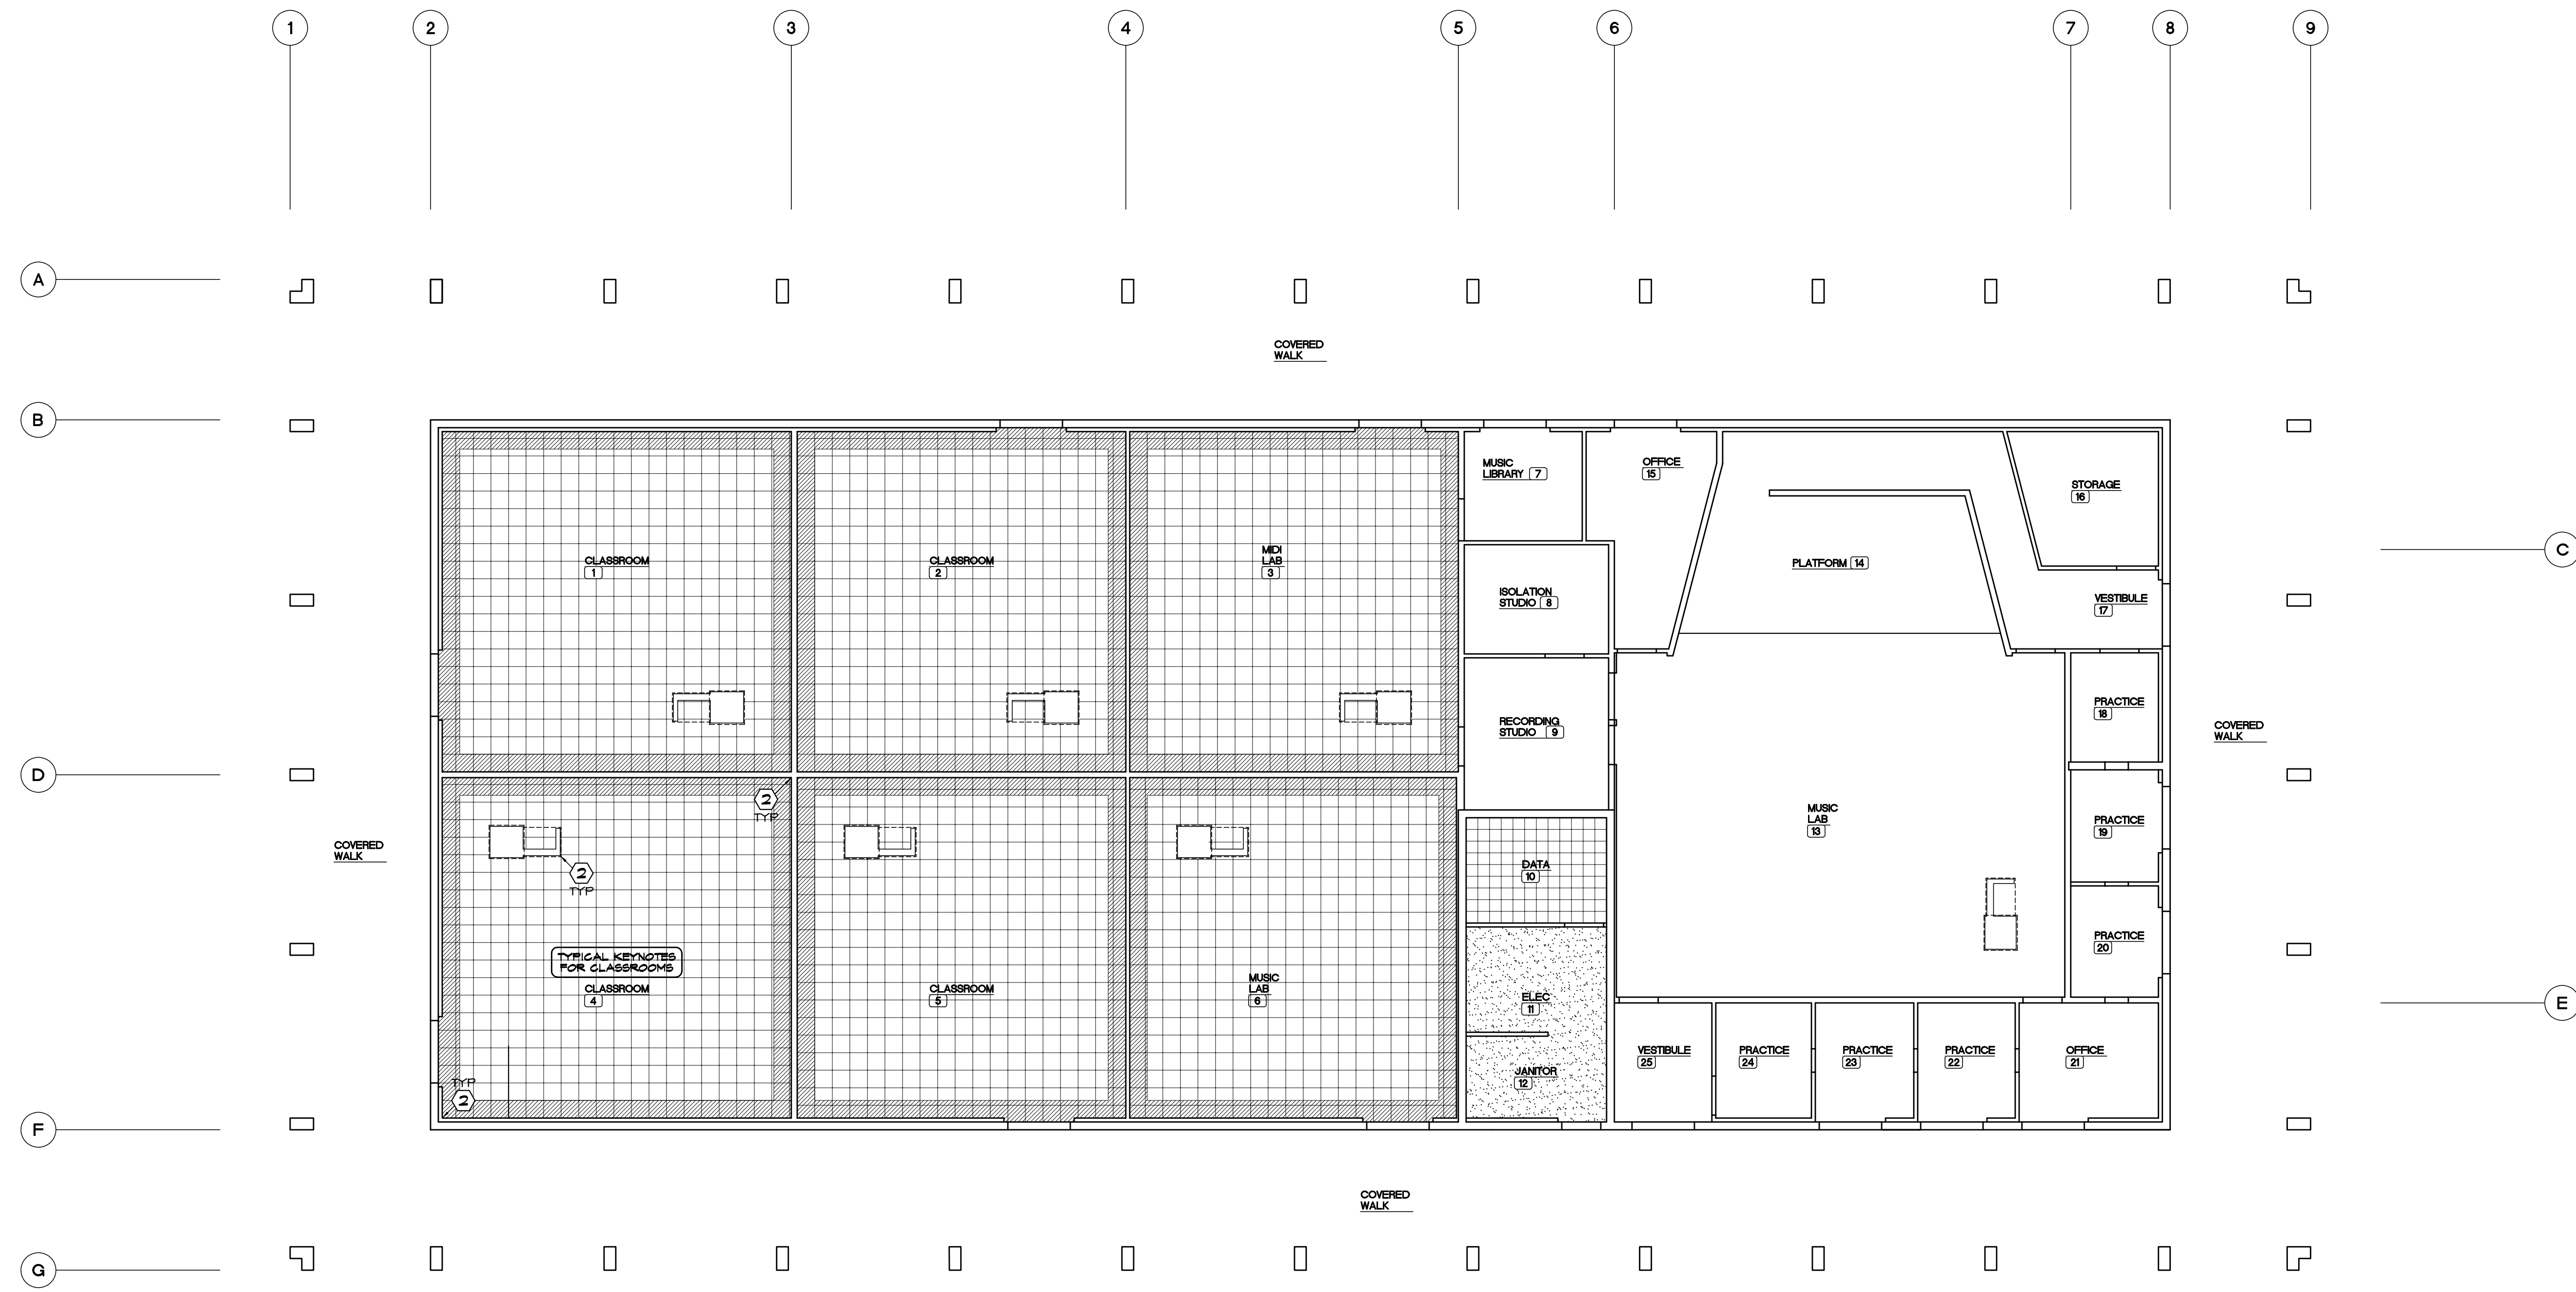 1 2 3 4 5 6 7 8 9
A
COVERED
WALK
B
MUSIC
LIBRARY 7
OFFICE
15
STORAGE
16
CLASSROOM
1
CLASSROOM
2
MIDI
LAB
3
C
PLATFORM 14
ISOLATION
STUDIO 8
VESTIBULE
17
PRACTICE
18
RECORDING
STUDIO 9
COVERED
WALK
D
2
TYP
MUSIC
LAB
13
PRACTICE
19
COVERED
WALK
2
TYP
DATA
10
PRACTICE
20
TYPICAL KEYNOTES
FOR CLASSROOMS
CLASSROOM
4
CLASSROOM
5
MUSIC
LAB
6
ELEC
11
E
VESTIBULE
25
PRACTICE
24
PRACTICE
23
PRACTICE
22
OFFICE
21
JANITOR
12
TYP
2
F
COVERED
WALK
G